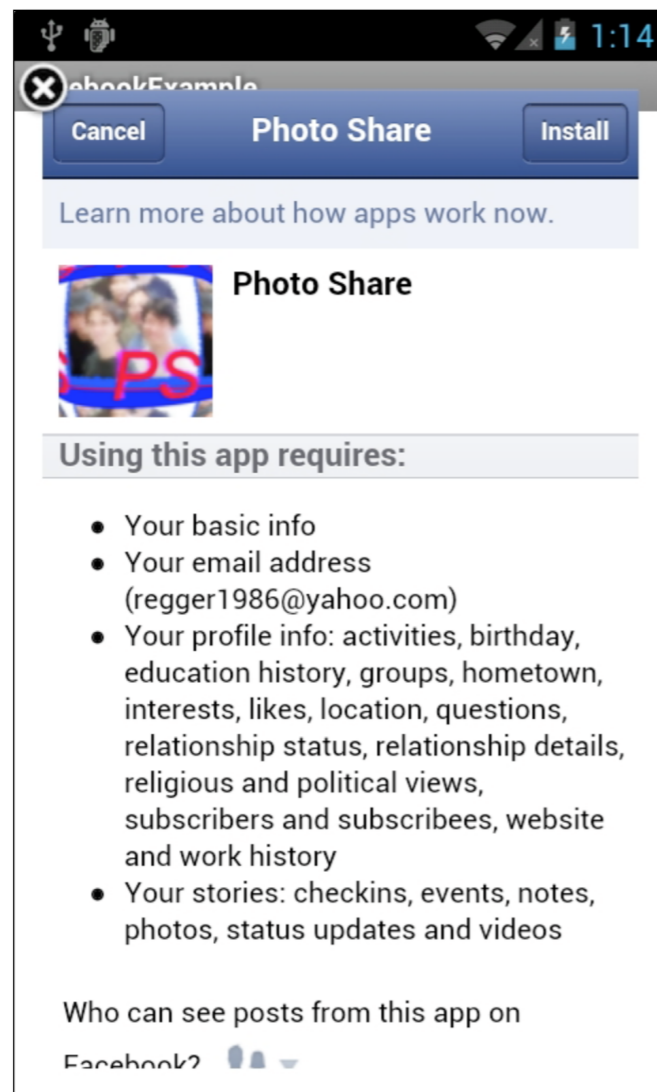 1:14
ebookExample
Cancel
Photo Share
Install
Learn more about how apps work now.
Photo Share
PS
Using this app requires:
• Your basic info
• Your email address
(regger1986@yahoo.com)
• Your profile info: activities, birthday,
education history, groups, hometown,
interests, likes, location, questions,
relationship status, relationship details,
religious and political views,
subscribers and subscribees, website
and work history
• Your stories: checkins, events, notes,
photos, status updates and videos
Who can see posts from this app on
Facebook?